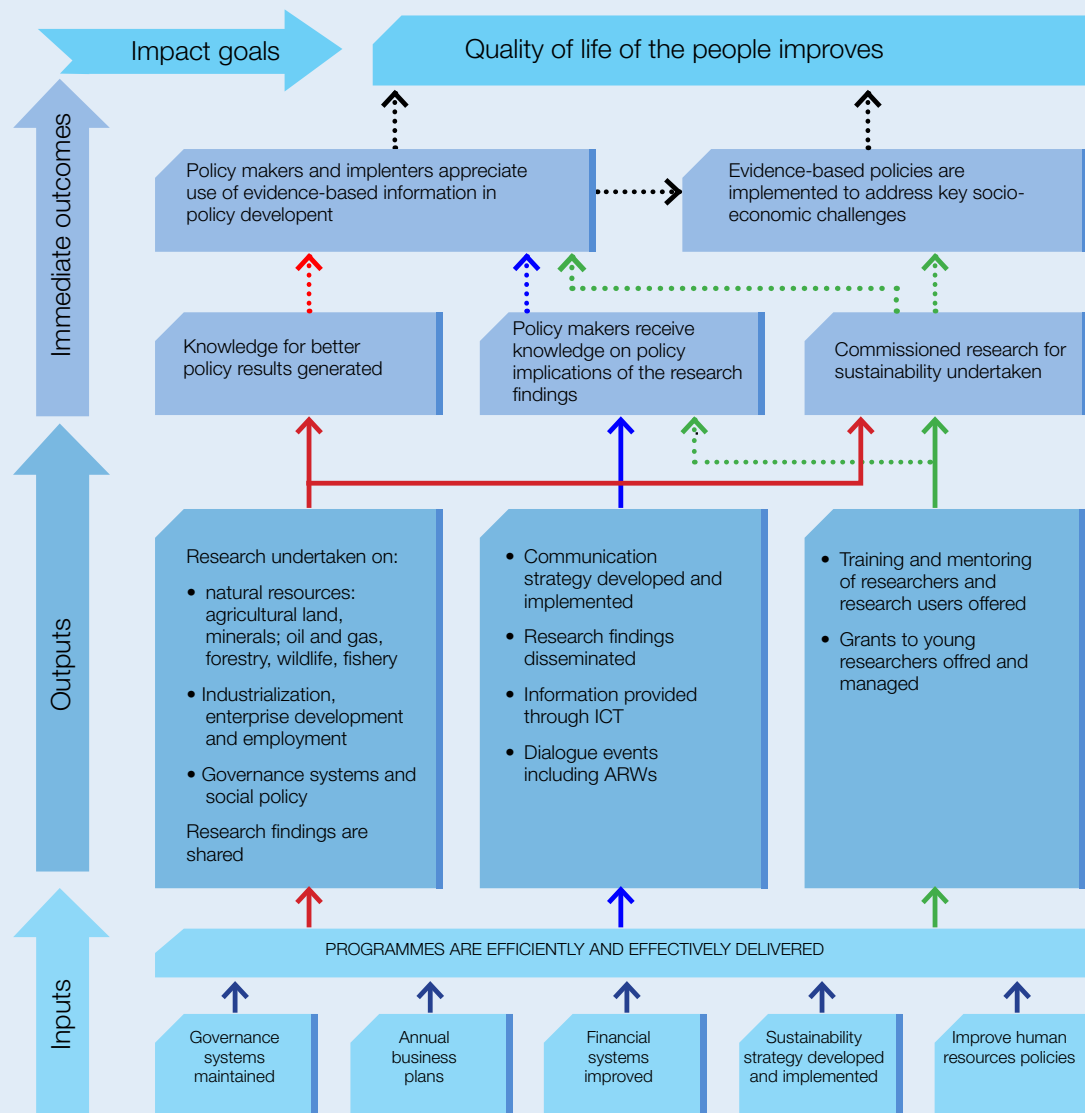 Impact goals
Quality of life of the people improves
Immediate outcomes
Policy makers and implenters appreciate
use of evidence-based information in
policy developent
Evidence-based policies are
implemented to address key socio-
economic challenges
Knowledge for better
policy results generated
Policy makers receive
knowledge on policy
implications of the research
findings
Commissioned research for
sustainability undertaken
Outputs
Research undertaken on:
• natural resources:
agricultural land,
minerals; oil and gas,
forestry, wildlife, fishery
• Industrialization,
enterprise development
and employment
• Governance systems and
social policy
Research findings are
shared
• Communication
strategy developed and
implemented
• Research findings
disseminated
• Information provided
through ICT
• Dialogue events
including ARWs
• Training and mentoring
of researchers and
research users offered
• Grants to young
researchers offred and
managed
Inputs
PROGRAMMES ARE EFFICIENTLY AND EFFECTIVELY DELIVERED
Governance
systems
maintained
Annual
business
plans
Financial
systems
improved
Sustainability
strategy developed
and implemented
Improve human
resources policies